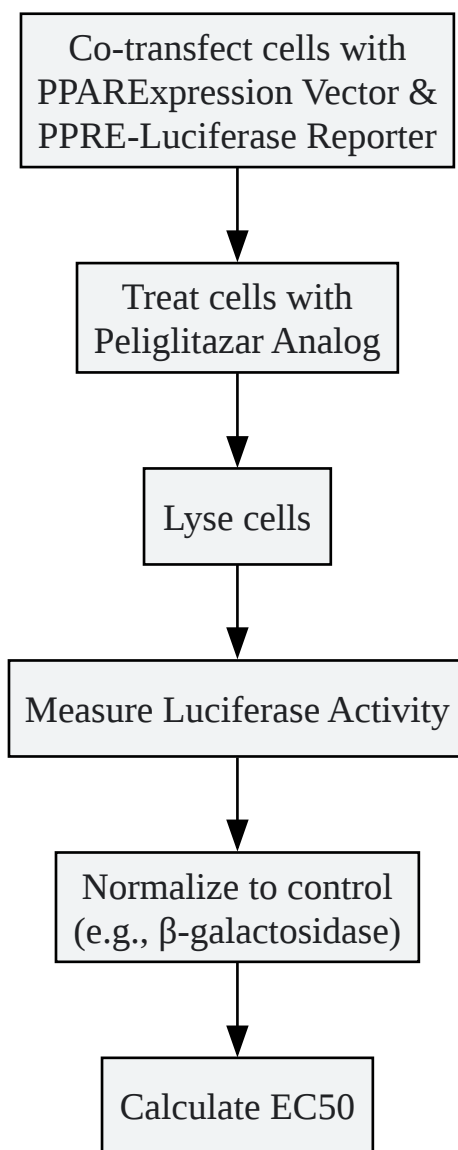 Co-transfect cells with
PPARExpression Vector &
PPRE-Luciferase Reporter
Treat cells with
Peliglitazar Analog
Lyse cells
Measure Luciferase Activity
Normalize to control
(e.g., β-galactosidase)
Calculate EC50